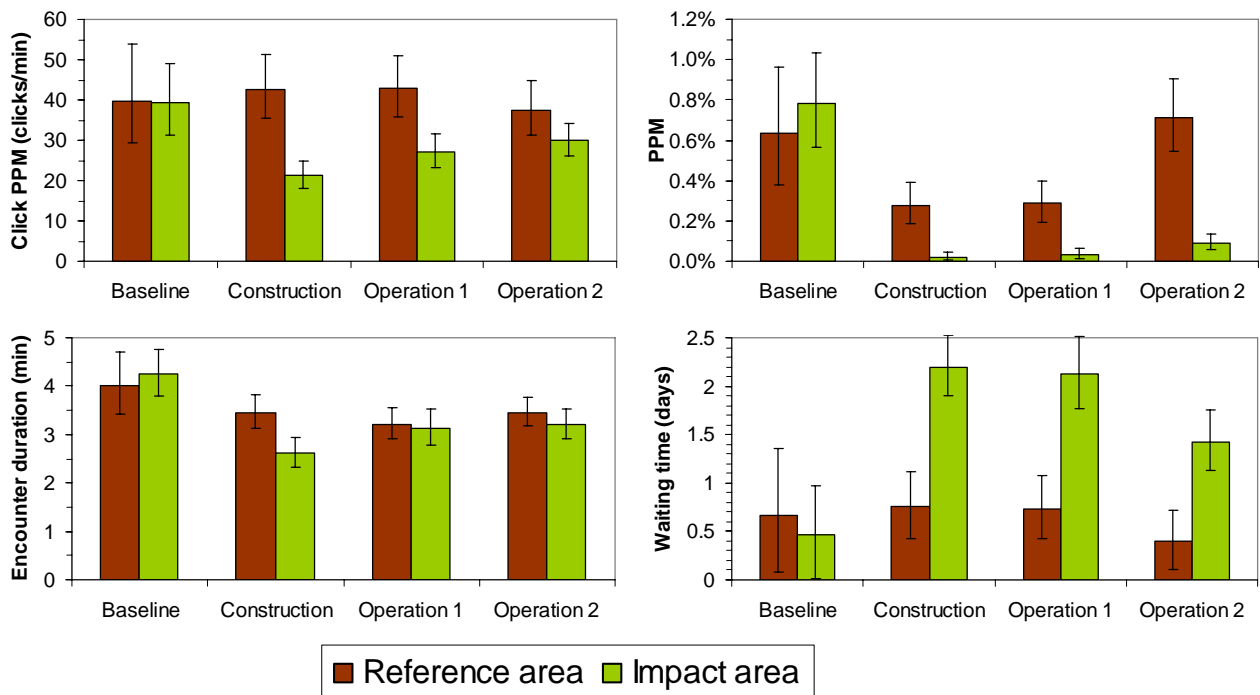 Click PPM (clicks/min)
60
50
40
30
20
10
0
Baseline Construction Operation 1 Operation 2
PPM
1.2%
1.0%
0.8%
0.6%
0.4%
0.2%
0.0%
Baseline Construction Operation 1 Operation 2
Encounter duration (min)
5
4
3
2
1
0
Baseline Construction Operation 1 Operation 2
Waiting time (days)
2.5
2
1.5
1
0.5
0
Baseline Construction Operation 1 Operation 2
Reference area Impact area